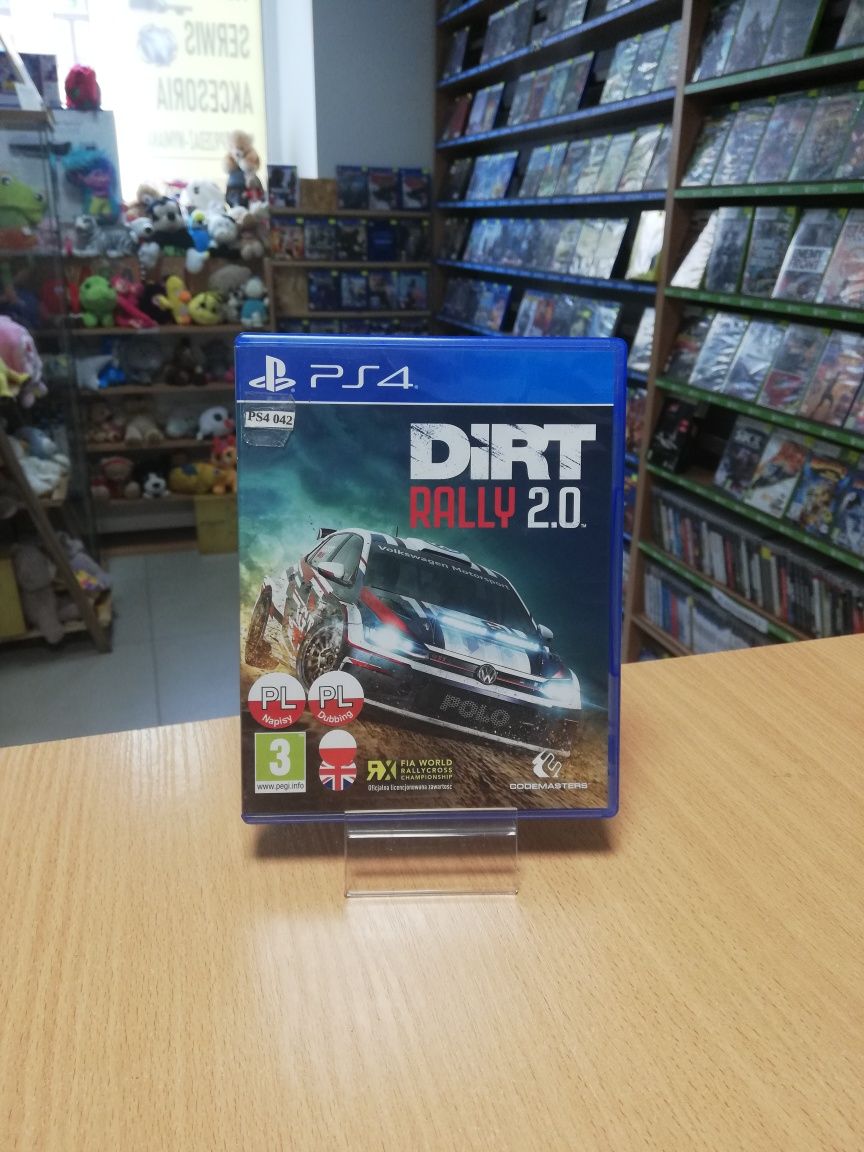 SERWIS
AKCESORIA
PS4
PS4 042
DiRT
RALLY 2.0
Volkswagen Motorsport
GTI
POLO
PL
Napisy
PL
Dubbing
3
www.pegi.info
RX
FIA WORLD
RALLYCROSS
CHAMPIONSHIP
Oficjalna licencjonowana zawartość
CODEMASTERS